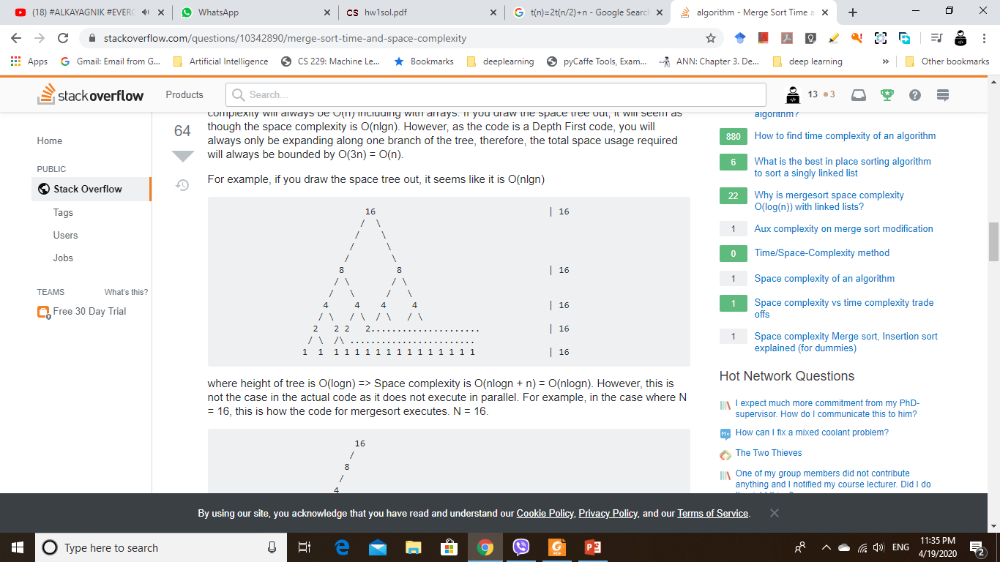 (18) #ALKAYAGNIK #EVERG
WhatsApp
CS hw1sol.pdf
t(n)=2t(n/2)+n - Google Search
algorithm - Merge Sort Time a
stackoverflow.com/questions/10342890/merge-sort-time-and-space-complexity
Apps
Gmail: Email from G...
Artificial Intelligence
CS 229: Machine Le...
Bookmarks
deeplearning
pyCaffe Tools, Exam...
ANN: Chapter 3. De...
deep learning
»
Other bookmarks
stackoverflow
Products
Search...
13 3
Home
PUBLIC
Stack Overflow
Tags
Users
Jobs
TEAMS What's this?
Free 30 Day Trial
64
complexity will always be O(n) including with arrays. If you draw the space tree out, it will seem as
though the space complexity is O(nlgn). However, as the code is a Depth First code, you will
always only be expanding along one branch of the tree, therefore, the total space usage required
will always be bounded by O(3n) = O(n).
For example, if you draw the space tree out, it seems like it is O(nlgn)
16 | 16
/ \
/ \
/ \
/ \
8 8 | 16
/ \ / \
/ \ / \
4 4 4 4 | 16
/ \ / \ / \ / \
2 2 2 2..................... | 16
/ \ /\ ........................
1 1 1 1 1 1 1 1 1 1 1 1 1 1 1 1 | 16
where height of tree is O(logn) => Space complexity is O(nlogn + n) = O(nlogn). However, this is
not the case in the actual code as it does not execute in parallel. For example, in the case where N
= 16, this is how the code for mergesort executes. N = 16.
16
/
8
/
4
algorithm?
880 How to find time complexity of an algorithm
6 What is the best in place sorting algorithm
to sort a singly linked list
22 Why is mergesort space complexity
O(log(n)) with linked lists?
1 Aux complexity on merge sort modification
0 Time/Space-Complexity method
1 Space complexity of an algorithm
1 Space complexity vs time complexity trade
offs
1 Space complexity Merge sort, Insertion sort
explained (for dummies)
Hot Network Questions
I expect much more commitment from my PhD-
supervisor. How do I communicate this to him?
How can I fix a mixed coolant problem?
The Two Thieves
One of my group members did not contribute
anything and I notified my course lecturer. Did I do
By using our site, you acknowledge that you have read and understand our Cookie Policy, Privacy Policy, and our Terms of Service.
Type here to search
ENG
11:35 PM
4/19/2020
2